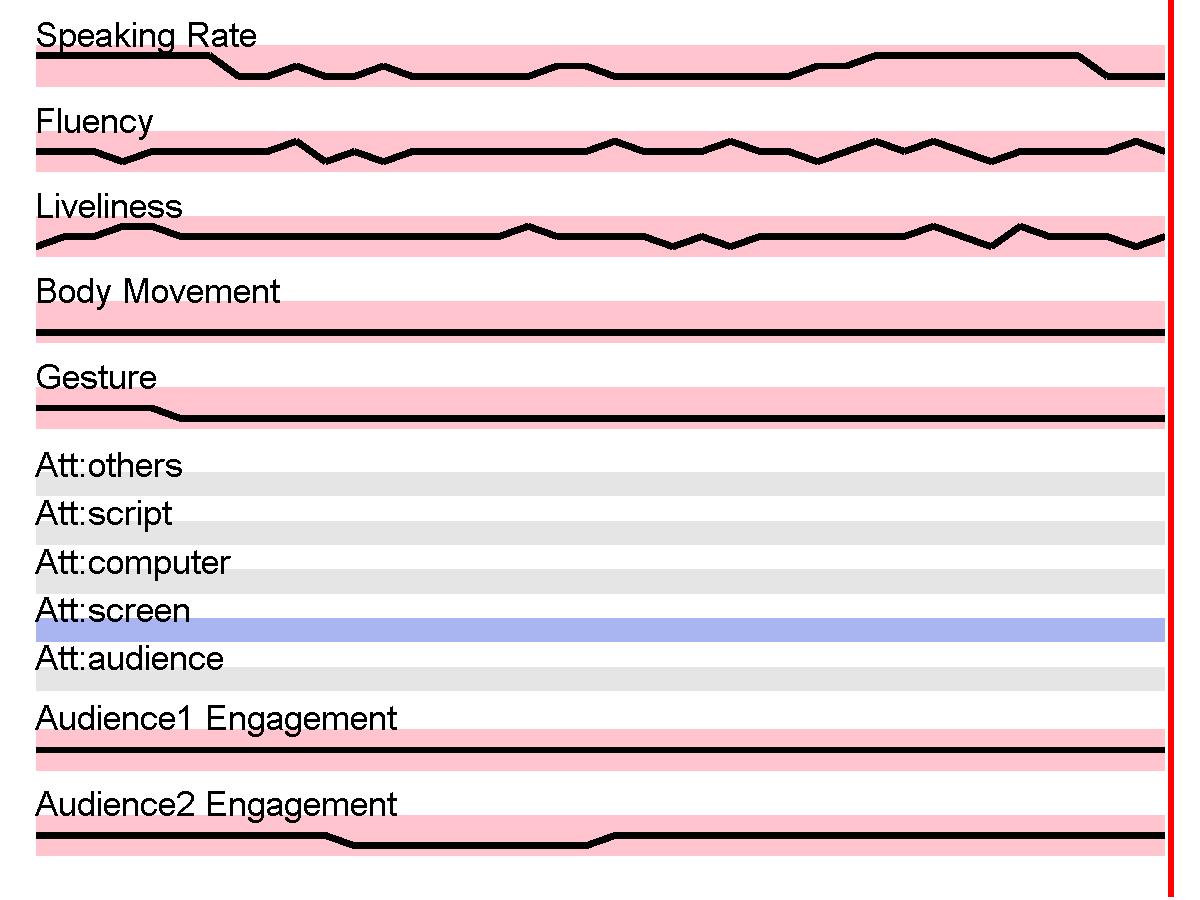 Speaking Rate
Fluency
Liveliness
Body Movement
Gesture
Att:others
Att:script
Att:computer
Att:screen
Att:audience
Audience1 Engagement
Audience2 Engagement